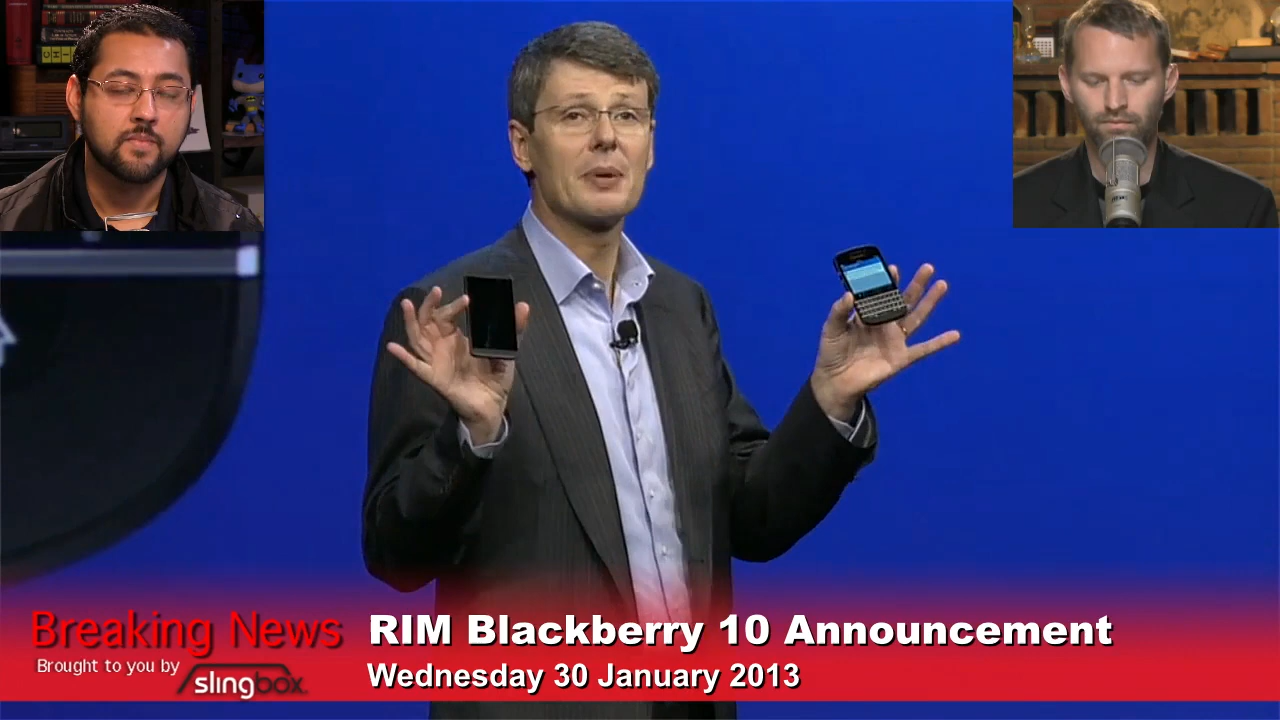 Breaking News
Brought to you by
slingbox.
RIM Blackberry 10 Announcement
Wednesday 30 January 2013